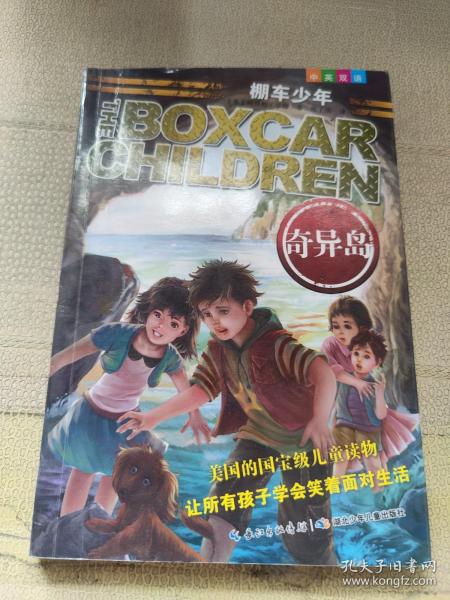 中英双语
棚车少年
THE
BOXCAR
CHILDREN
奇异岛
美国的国宝级儿童读物
让所有孩子学会笑着面对生活
长江出版传媒 湖北少年儿童出版社
孔夫子旧书网
www.kongfz.com